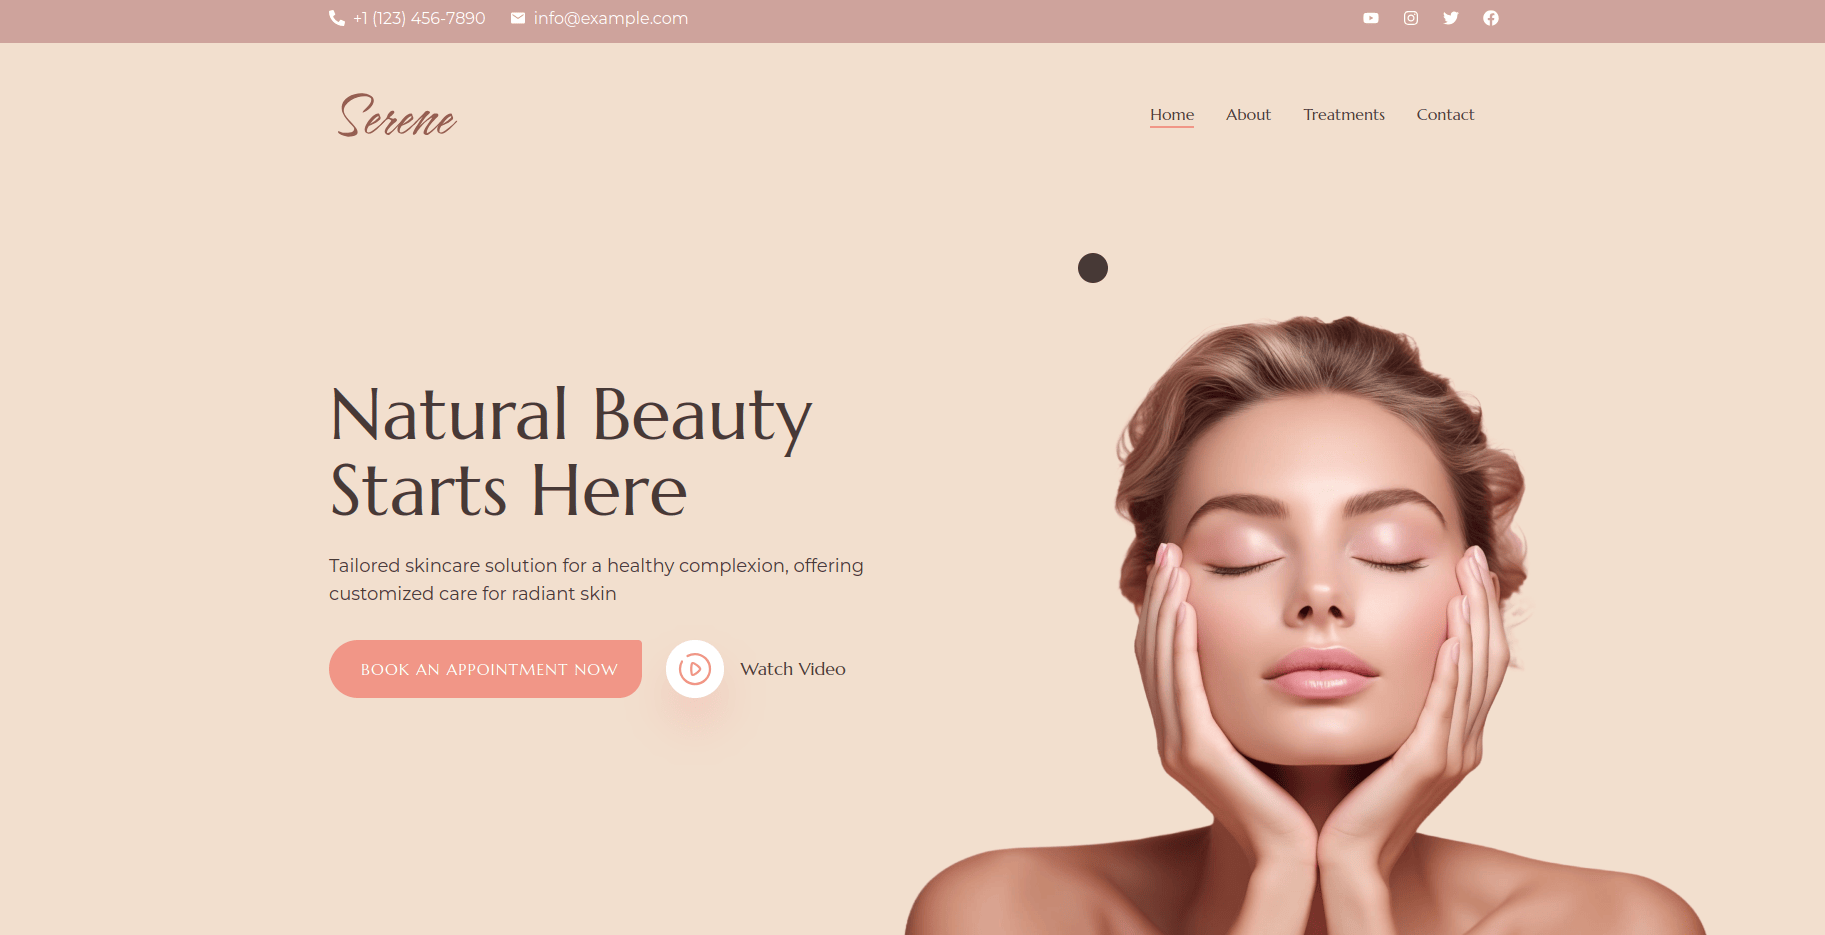 +1 (123) 456-7890 info@example.com
Serene
Home About Treatments Contact
Natural Beauty
Starts Here
Tailored skincare solution for a healthy complexion, offering
customized care for radiant skin
BOOK AN APPOINTMENT NOW
Watch Video